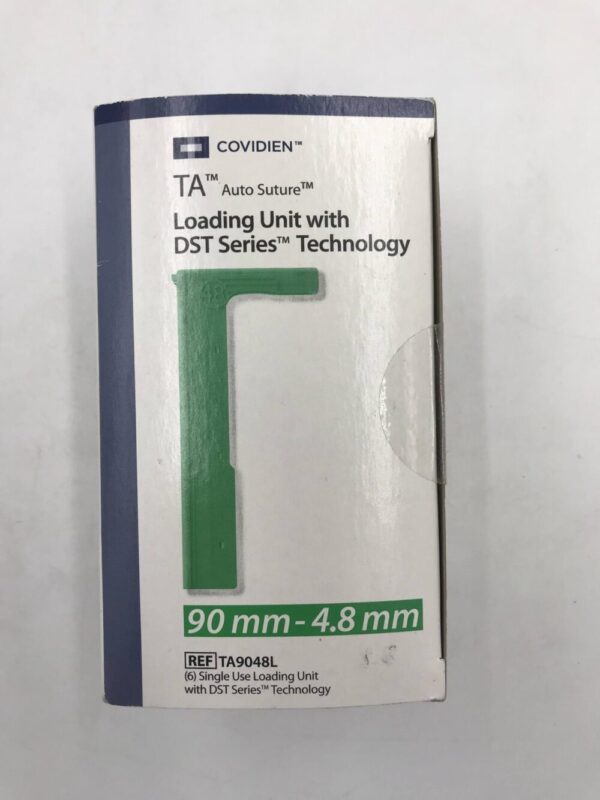 COVIDIEN™
TA™ Auto Suture™
Loading Unit with
DST Series™ Technology
48
90 mm - 4.8 mm
REF TA9048L
(6) Single Use Loading Unit
with DST Series™ Technology